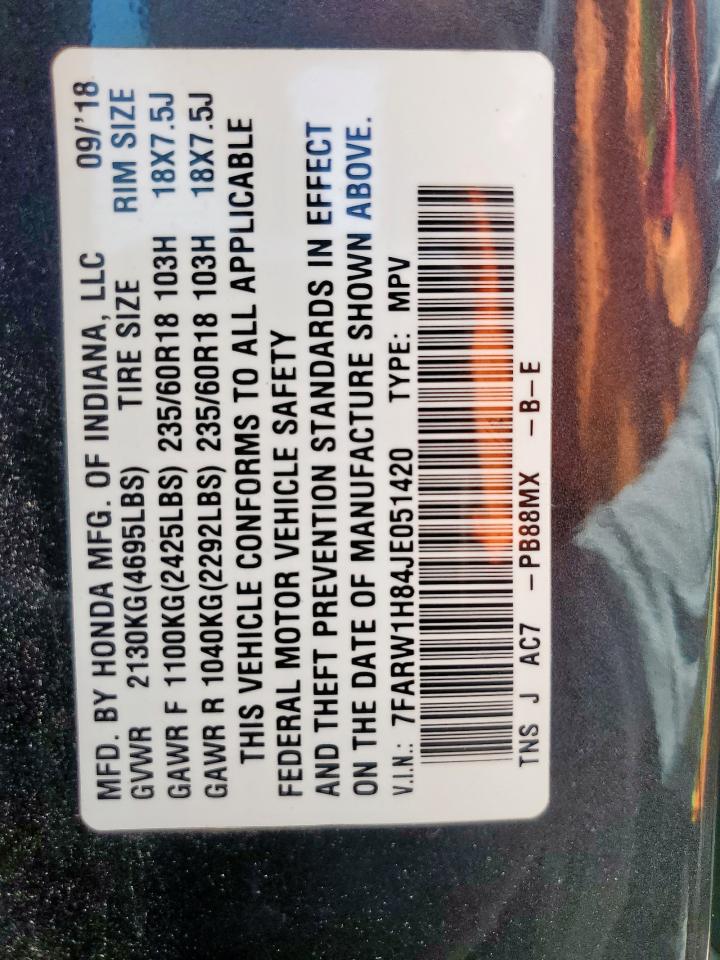 MFD. BY HONDA MFG. OF INDIANA, LLC 09/'18
GVWR 2130KG(4695LBS) TIRE SIZE RIM SIZE
GAWR F 1100KG(2425LBS) 235/60R18 103H 18X7.5J
GAWR R 1040KG(2292LBS) 235/60R18 103H 18X7.5J
THIS VEHICLE CONFORMS TO ALL APPLICABLE
FEDERAL MOTOR VEHICLE SAFETY
AND THEFT PREVENTION STANDARDS IN EFFECT
ON THE DATE OF MANUFACTURE SHOWN ABOVE.
V.I.N.: 7FARW1H84JE051420 TYPE: MPV
TNS J AC7 -PB88MX -B-E